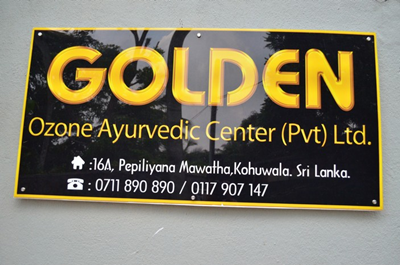 GOLDEN
Ozone Ayurvedic Center (Pvt) Ltd.
:16A, Pepiliyana Mawatha,Kohuwala. Sri Lanka.
: 0711 890 890 / 0117 907 147